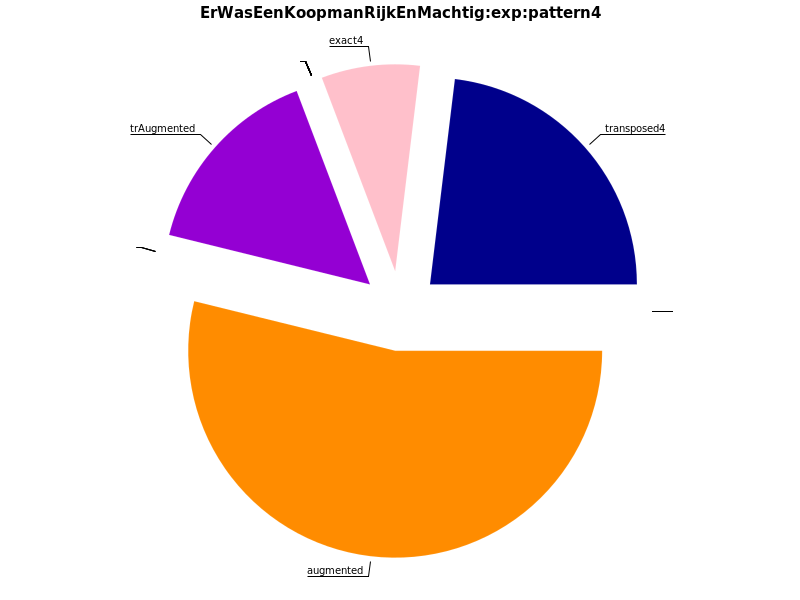 ErWasEenKoopmanRijkEnMachtig:exp:pattern4
exact4
trAugmented
transposed4
augmented